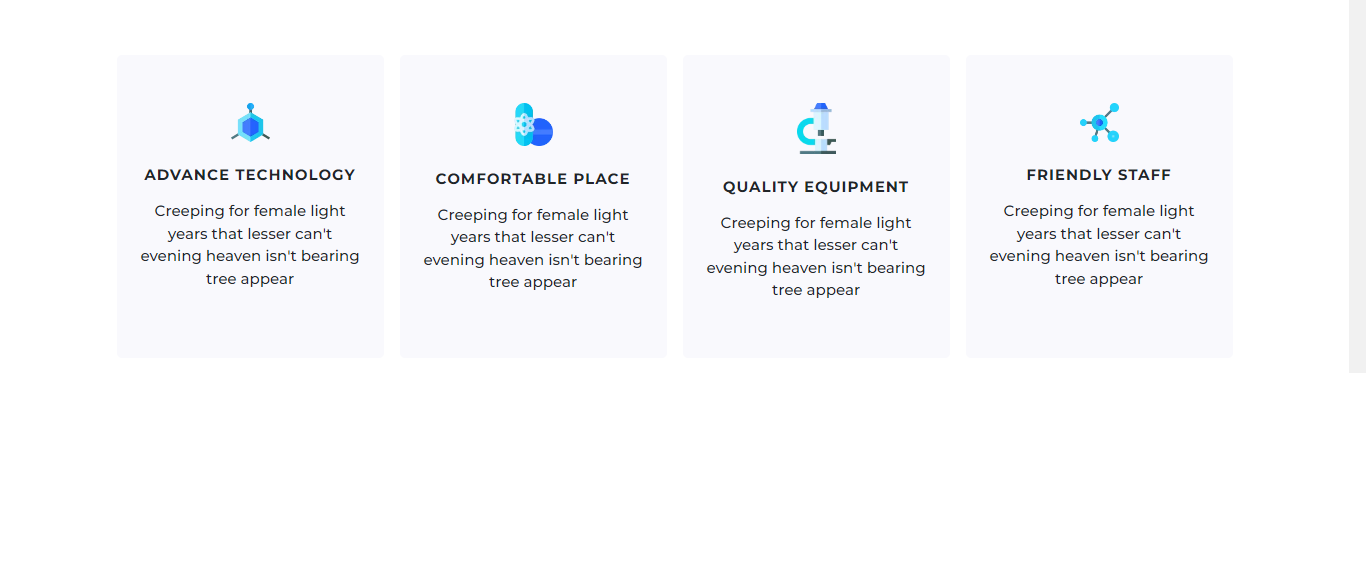 ADVANCE TECHNOLOGY
Creeping for female light
years that lesser can't
evening heaven isn't bearing
tree appear
COMFORTABLE PLACE
Creeping for female light
years that lesser can't
evening heaven isn't bearing
tree appear
QUALITY EQUIPMENT
Creeping for female light
years that lesser can't
evening heaven isn't bearing
tree appear
FRIENDLY STAFF
Creeping for female light
years that lesser can't
evening heaven isn't bearing
tree appear